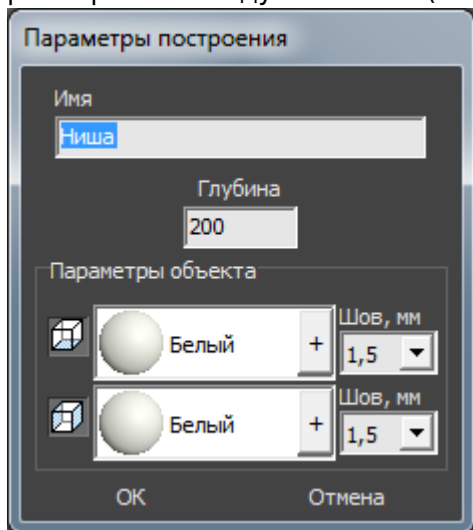 Параметры построения
Имя
Ниша
Глубина
200
Параметры объекта
Шов, мм
Белый + 1,5
Шов, мм
Белый + 1,5
ОК Отмена